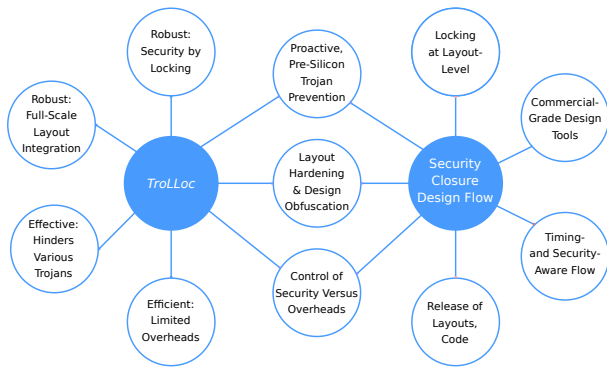 Robust:
Security by
Locking
Proactive,
Pre-Silicon
Trojan
Prevention
Locking
at Layout-
Level
Robust:
Full-Scale
Layout
Integration
Commercial-
Grade Design
Tools
TroLLoc
Layout
Hardening
& Design
Obfuscation
Security
Closure
Design Flow
Effective:
Hinders
Various
Trojans
Timing-
and Security-
Aware Flow
Efficient:
Limited
Overheads
Control of
Security Versus
Overheads
Release of
Layouts,
Code